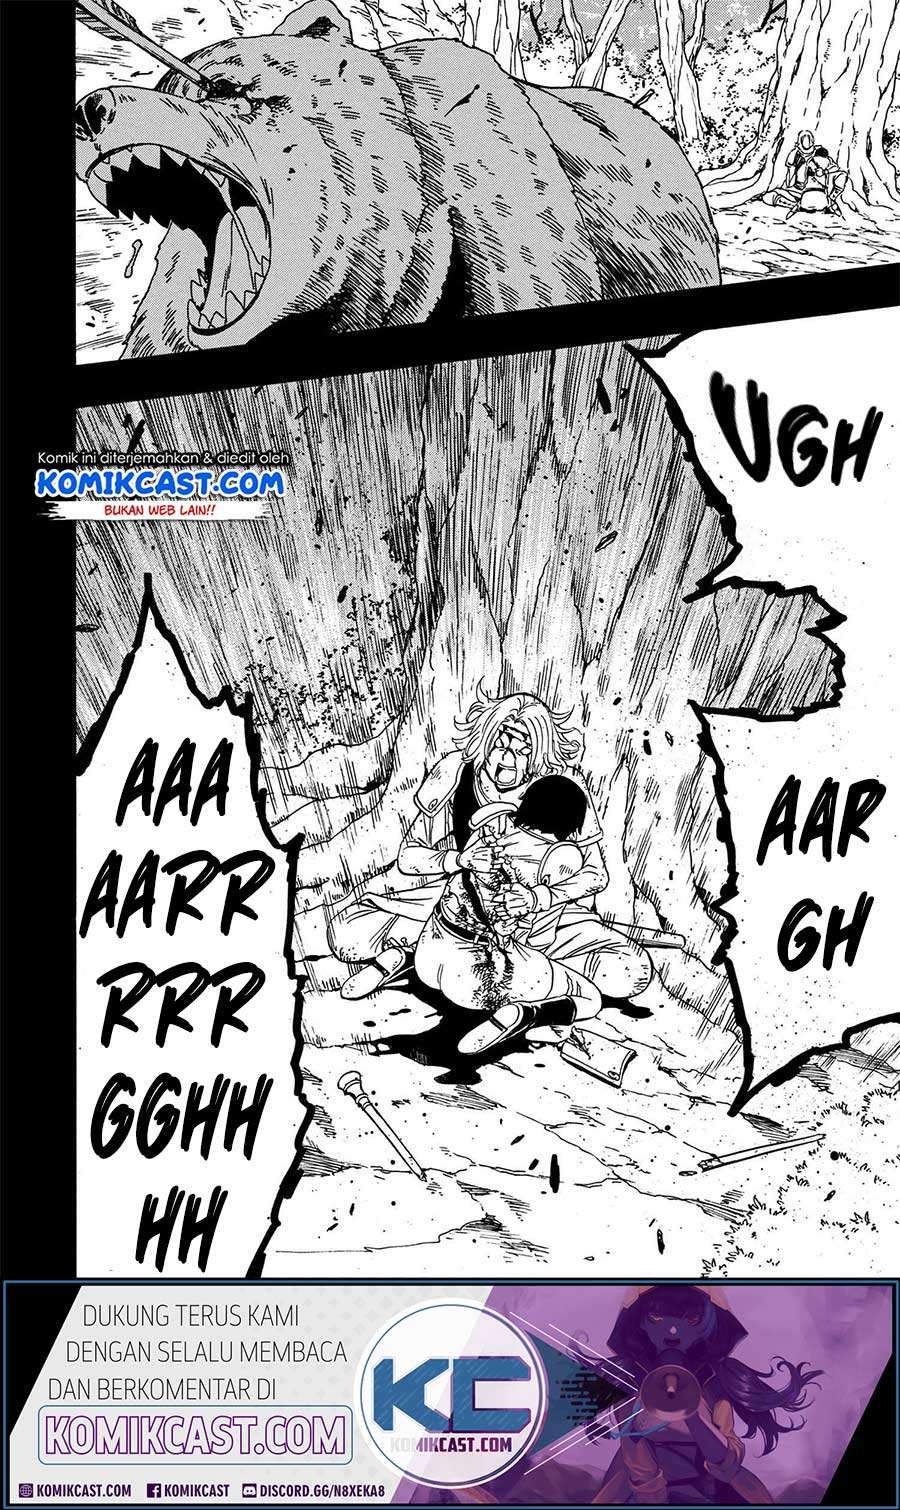 UGH
Komik ini diterjemahkan & diedit oleh
KOMIKCAST.COM
BUKAN WEB LAIN!!
AAR
GH
AAA
AARR
RRR
GGHH
HH
DUKUNG TERUS KAMI
DENGAN SELALU MEMBACA
DAN BERKOMENTAR DI
KOMIKCAST.COM
KC
KOMIKCAST.COM
KOMIKCAST.COM
KOMIKCAST
DISCORD.GG/N8XEKA8